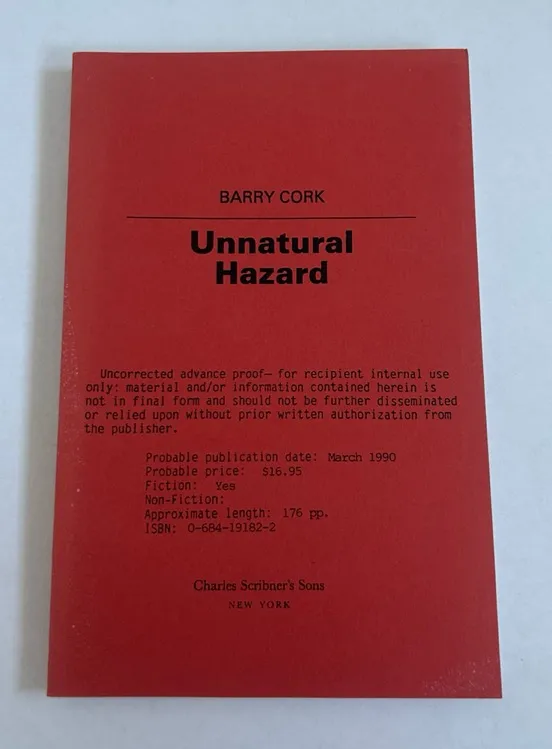 BARRY CORK
Unnatural
Hazard
Uncorrected advance proof— for recipient internal use
only: material and/or information contained herein is
not in final form and should not be further disseminated
or relied upon without prior written authorization from
the publisher.
Probable publication date: March 1990
Probable price: $16.95
Fiction: Yes
Non-Fiction:
Approximate length: 176 pp.
ISBN: 0-684-19182-2
Charles Scribner's Sons
NEW YORK